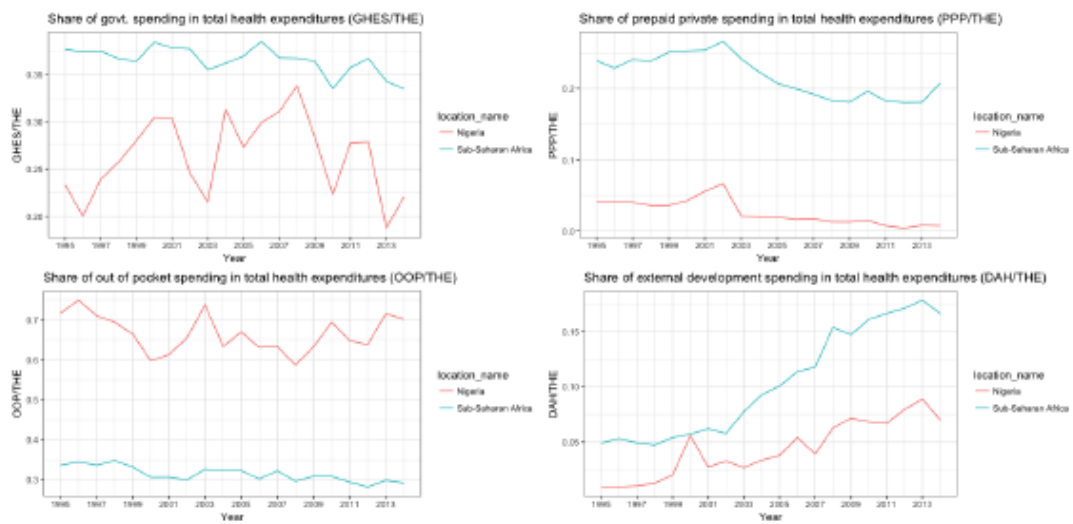 Share of govt. spending in total health expenditures (GHES/THE)
0.35
0.30
0.25
0.20
GHES/THE
1995 1997 1999 2001 2003 2005 2007 2009 2011 2013
Year
location_name
Nigeria
Sub-Saharan Africa
Share of prepaid private spending in total health expenditures (PPP/THE)
0.2
0.1
0.0
PPP/THE
1995 1997 1999 2001 2003 2005 2007 2009 2011 2013
Year
location_name
Nigeria
Sub-Saharan Africa
Share of out of pocket spending in total health expenditures (OOP/THE)
0.7
0.6
0.5
0.4
0.3
OOP/THE
1995 1997 1999 2001 2003 2005 2007 2009 2011 2013
Year
location_name
Nigeria
Sub-Saharan Africa
Share of external development spending in total health expenditures (DAH/THE)
0.15
0.10
0.05
DAH/THE
1995 1997 1999 2001 2003 2005 2007 2009 2011 2013
Year
location_name
Nigeria
Sub-Saharan Africa